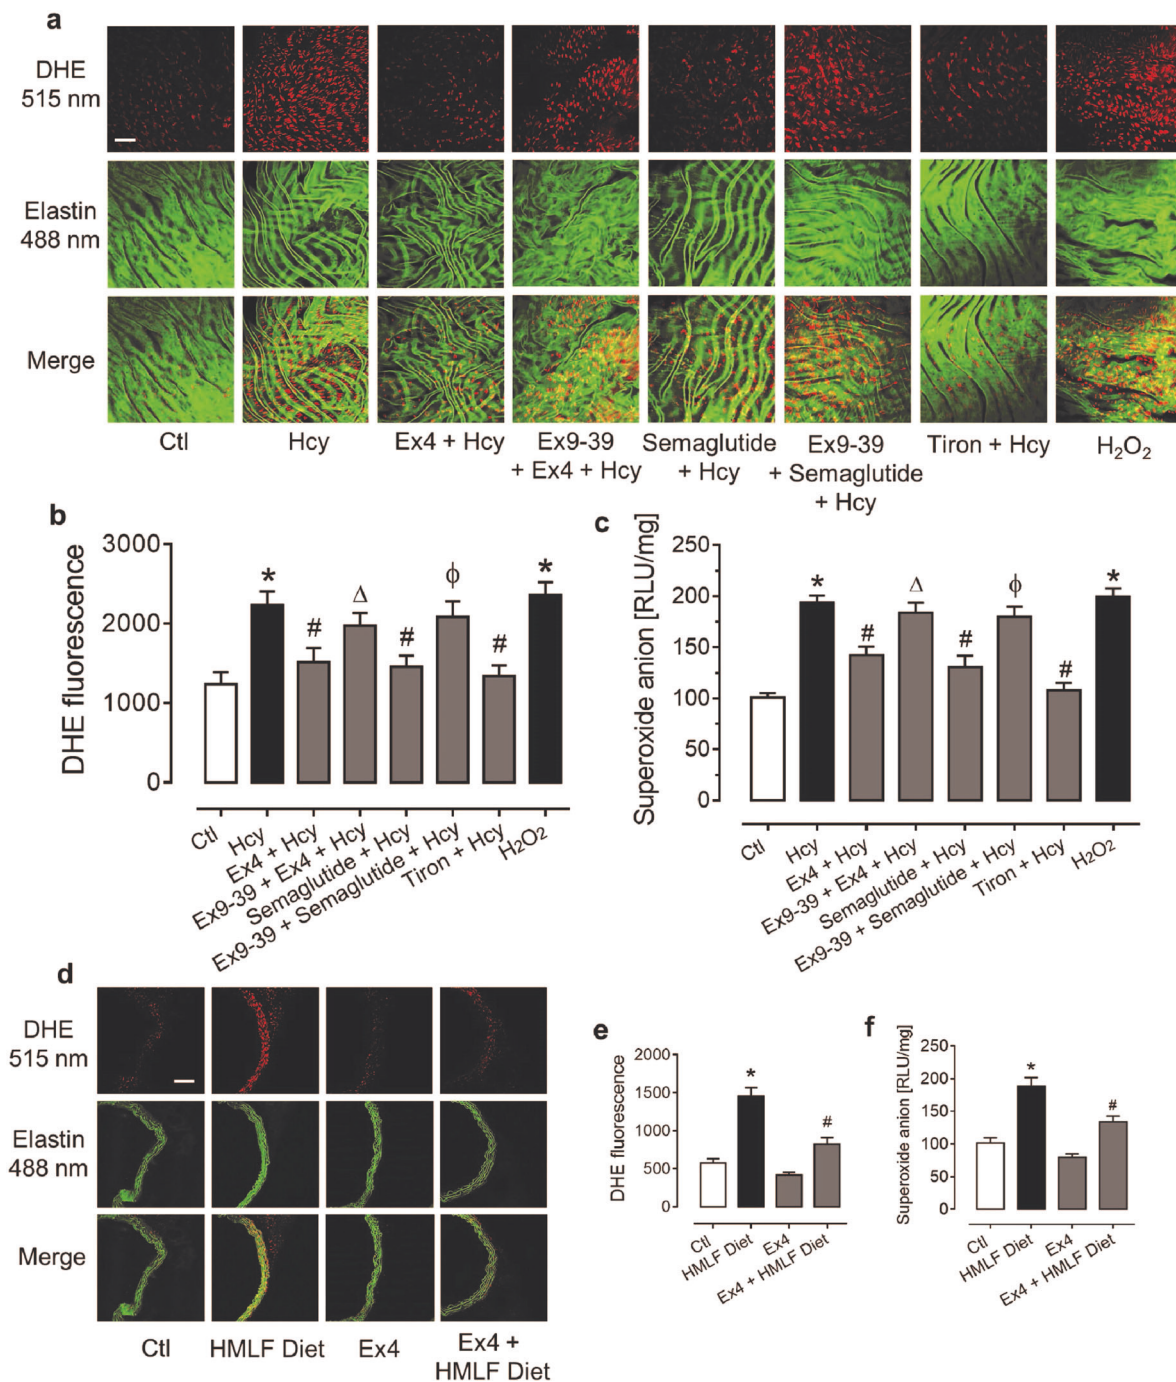 a
DHE
515 nm
Elastin
488 nm
Merge
Ctl
Hcy
Ex4 + Hcy
Ex9-39
+ Ex4 + Hcy
Semaglutide
+ Hcy
Ex9-39
+ Semaglutide
+ Hcy
Tiron + Hcy
H₂O₂
b
DHE fluorescence
3000
2000
1000
0
*
#
Δ
#
ϕ
#
*
Ctl
Hcy
Ex4 + Hcy
Ex9-39 + Ex4 + Hcy
Semaglutide + Hcy
Ex9-39 + Semaglutide + Hcy
Tiron + Hcy
H₂O₂
c
Superoxide anion [RLU/mg]
250
200
150
100
50
0
*
#
Δ
#
ϕ
#
*
Ctl
Hcy
Ex4 + Hcy
Ex9-39 + Ex4 + Hcy
Semaglutide + Hcy
Ex9-39 + Semaglutide + Hcy
Tiron + Hcy
H₂O₂
d
DHE
515 nm
Elastin
488 nm
Merge
Ctl
HMLF Diet
Ex4
Ex4 +
HMLF Diet
e
DHE fluorescence
2000
1500
1000
500
0
*
#
Ctl
HMLF Diet
Ex4
Ex4 + HMLF Diet
f
Superoxide anion [RLU/mg]
250
200
150
100
50
0
*
#
Ctl
HMLF Diet
Ex4
Ex4 + HMLF Diet